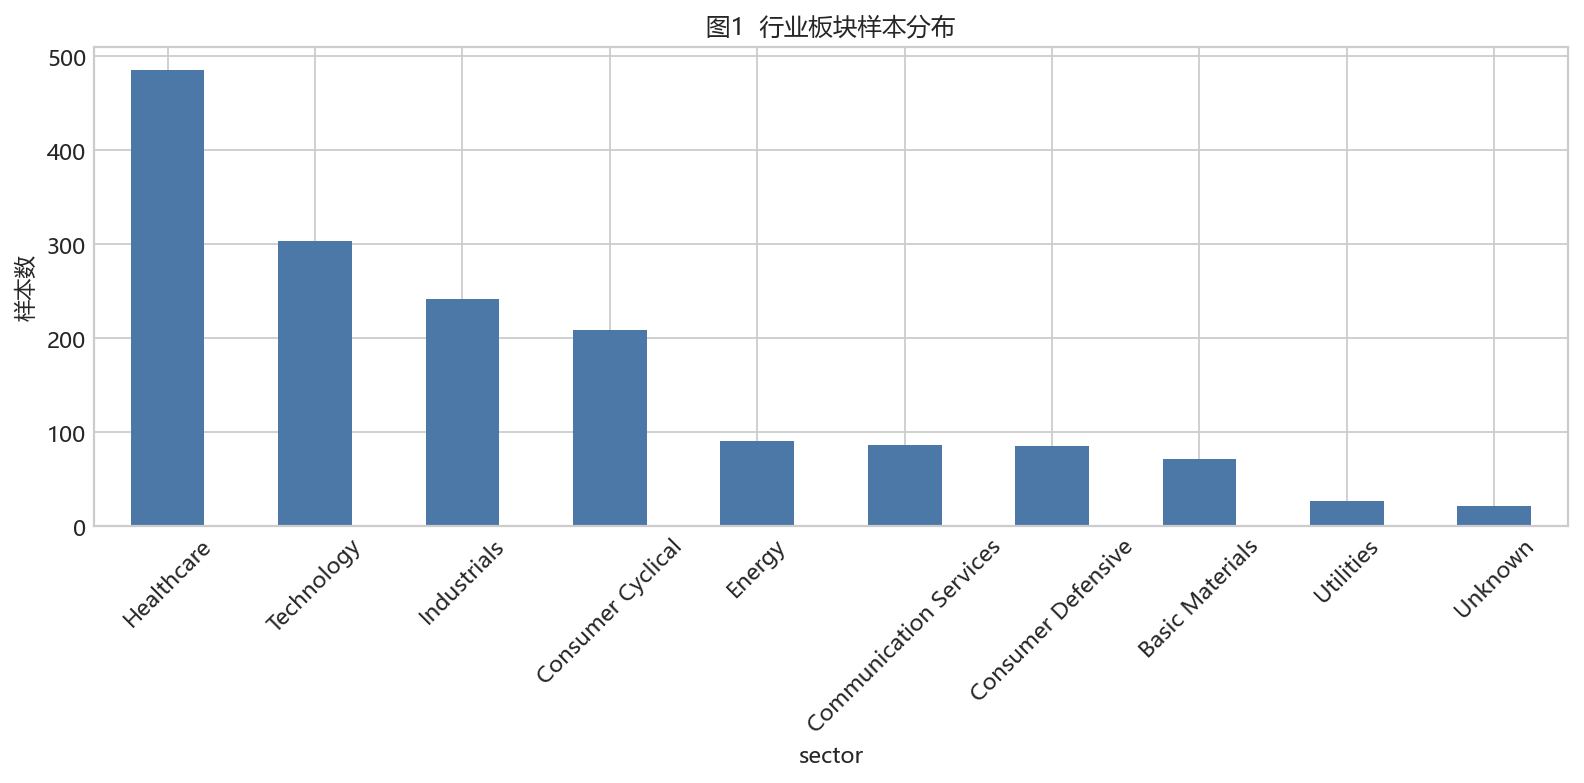 图1  行业板块样本分布
500
400
300
200
100
0
样本数
Healthcare
Technology
Industrials
Consumer Cyclical
Energy
Communication Services
Consumer Defensive
Basic Materials
Utilities
Unknown
sector